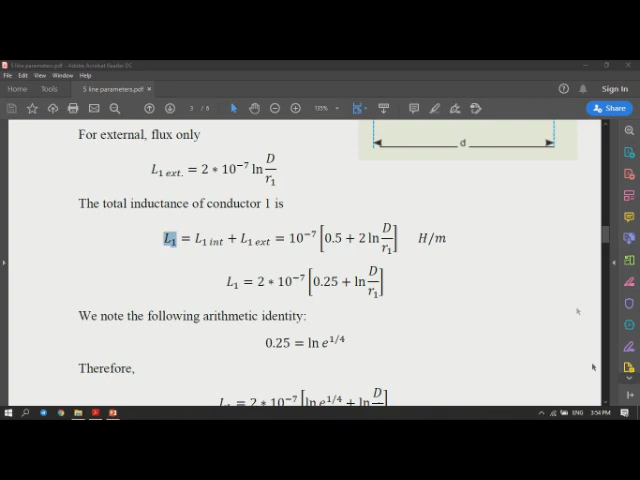 5 line parameters.pdf - Adobe Acrobat Reader DC
File Edit View Window Help
Home Tools 5 line parameters.pdf × Sign In
3 / 6 125% Share
d
For external, flux only
L₁ ext. = 2 * 10⁻⁷ ln D/r₁
The total inductance of conductor 1 is
L₁ = L₁ int + L₁ ext = 10⁻⁷ [0.5 + 2 ln D/r₁] H/m
L₁ = 2 * 10⁻⁷ [0.25 + ln D/r₁]
We note the following arithmetic identity:
0.25 = ln e^1/4
Therefore,
L₁ = 2 * 10⁻⁷ [ln e^1/4 + ln D
ENG 3:54 PM